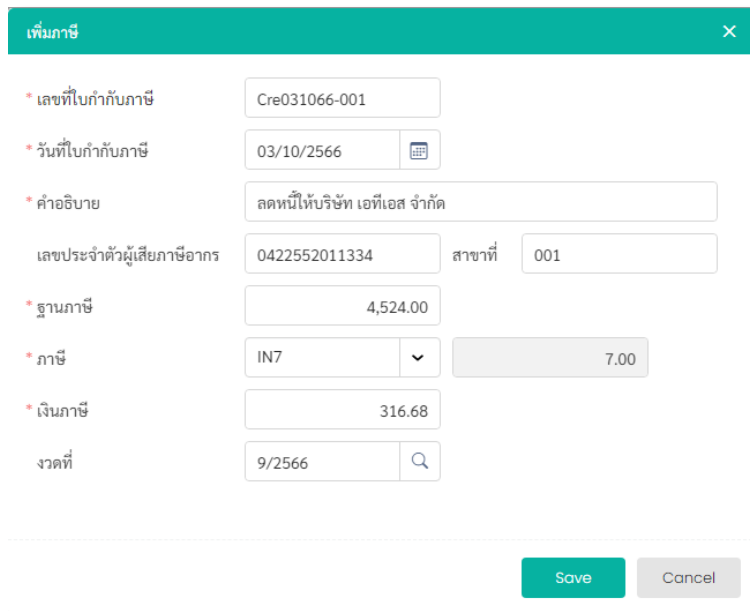 เพิ่มภาษี
* เลขที่ใบกำกับภาษี Cre031066-001
* วันที่ใบกำกับภาษี 03/10/2566
* คำอธิบาย ลดหนี้ให้บริษัท เอทีเอส จำกัด
เลขประจำตัวผู้เสียภาษีอากร 0422552011334 สาขาที่ 001
* ฐานภาษี 4,524.00
* ภาษี IN7 7.00
* เงินภาษี 316.68
งวดที่ 9/2566
Save Cancel